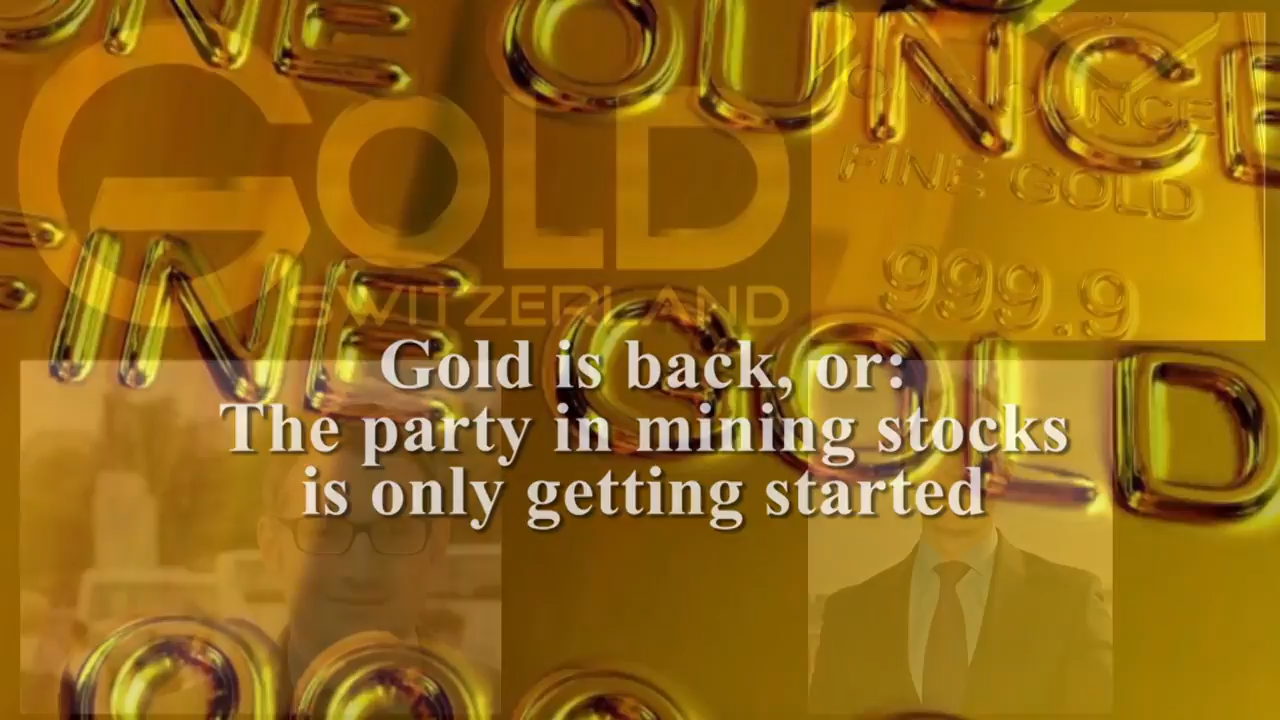 ONE OUNCE
GOLD
SWITZERLAND
ONE OUNCE
FINE GOLD
999.9
FINE GOLD
Gold is back, or:
The party in mining stocks
is only getting started